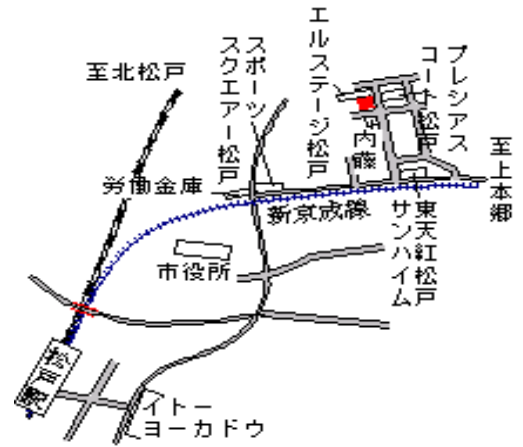 エルステージ松戸
プレシアス
コート松戸
スポーツ
スクエアー松戸
至北松戸
内藤
至上本郷
労働金庫
新京成線
東天紅松戸
サンハイム
市役所
松戸駅
イトー
ヨーカドウ